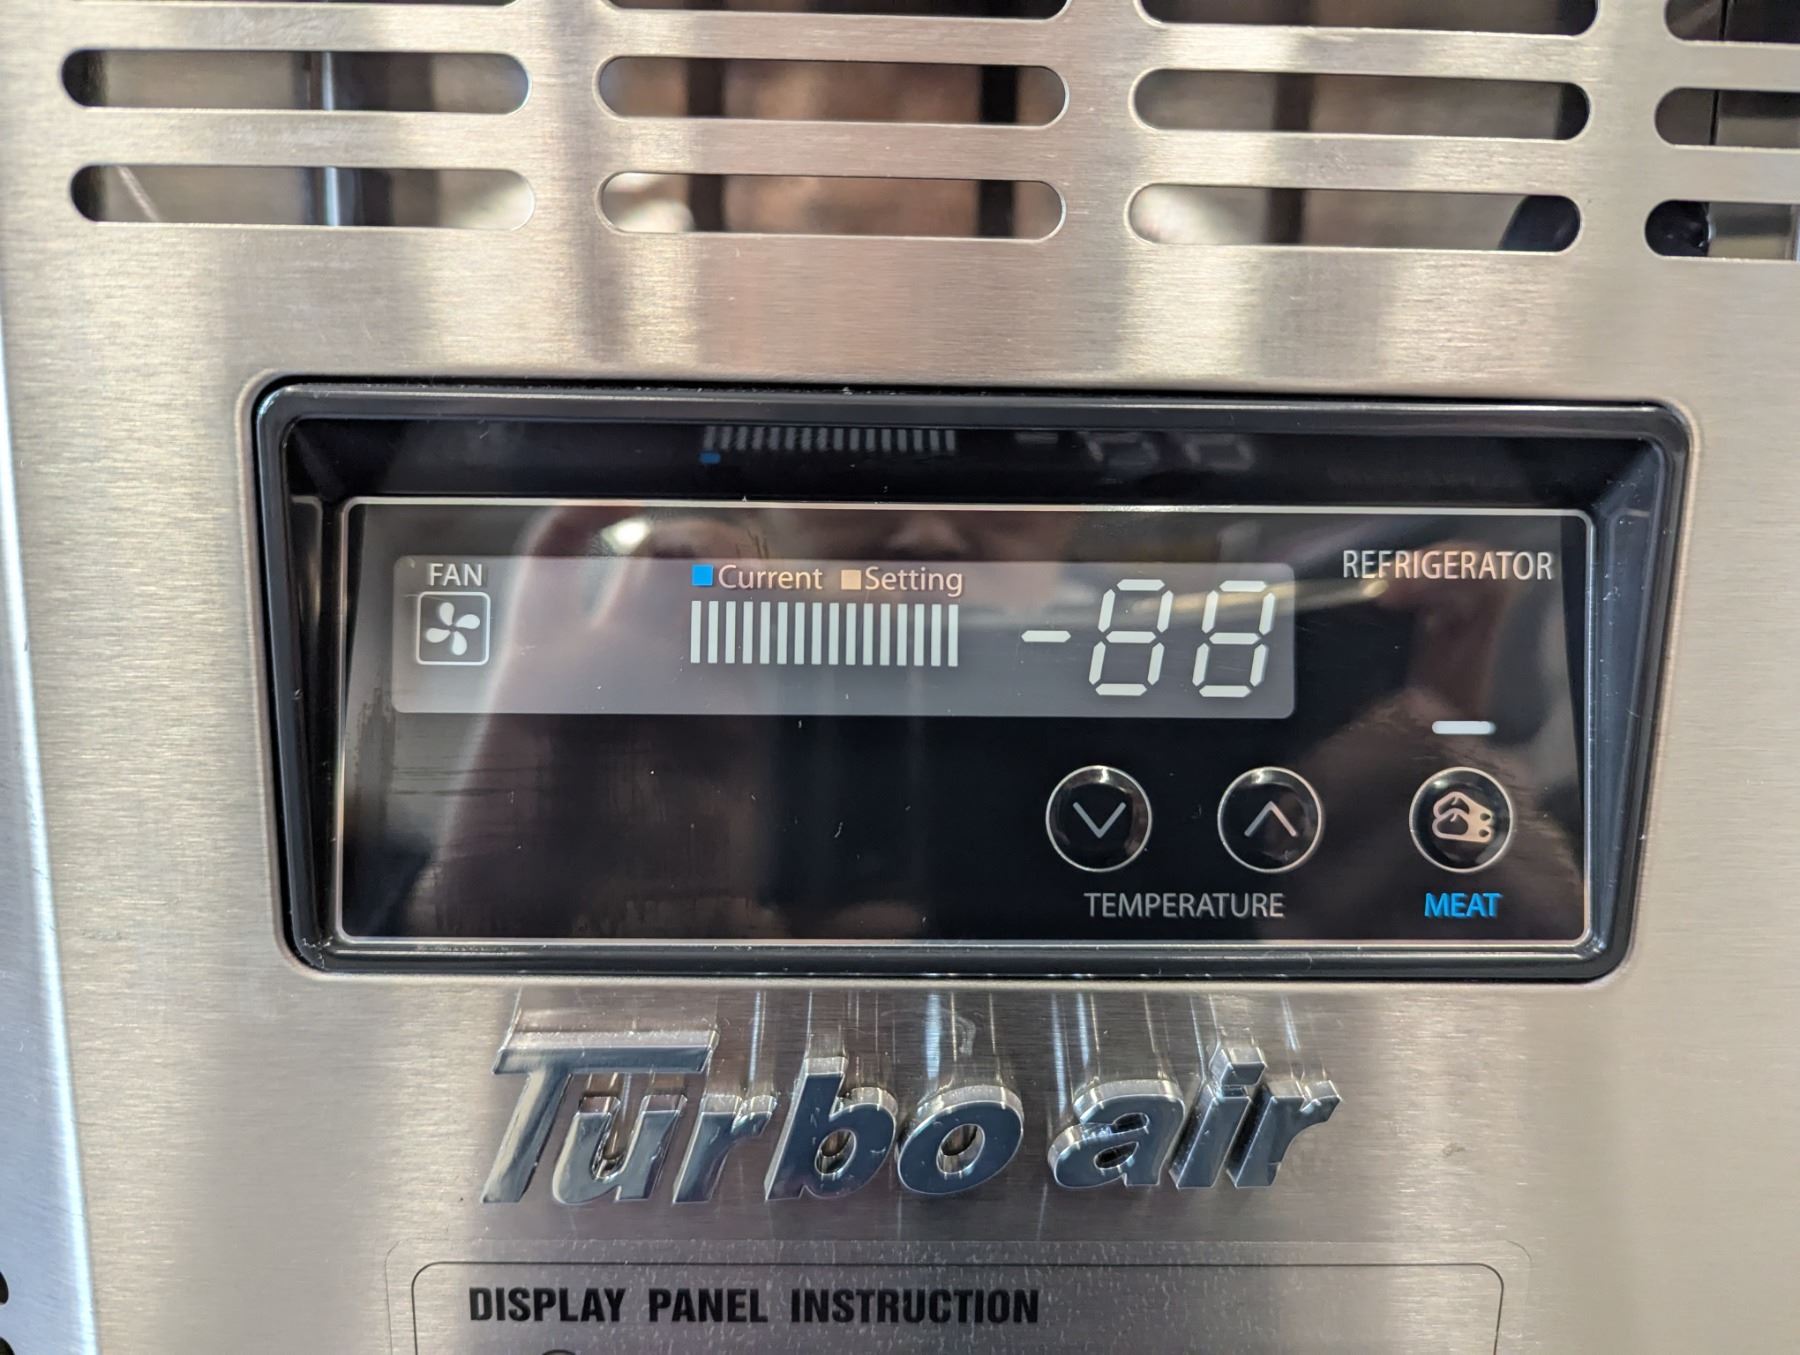 FAN
Current Setting
-88
REFRIGERATOR
TEMPERATURE
MEAT
Turbo air
DISPLAY PANEL INSTRUCTION